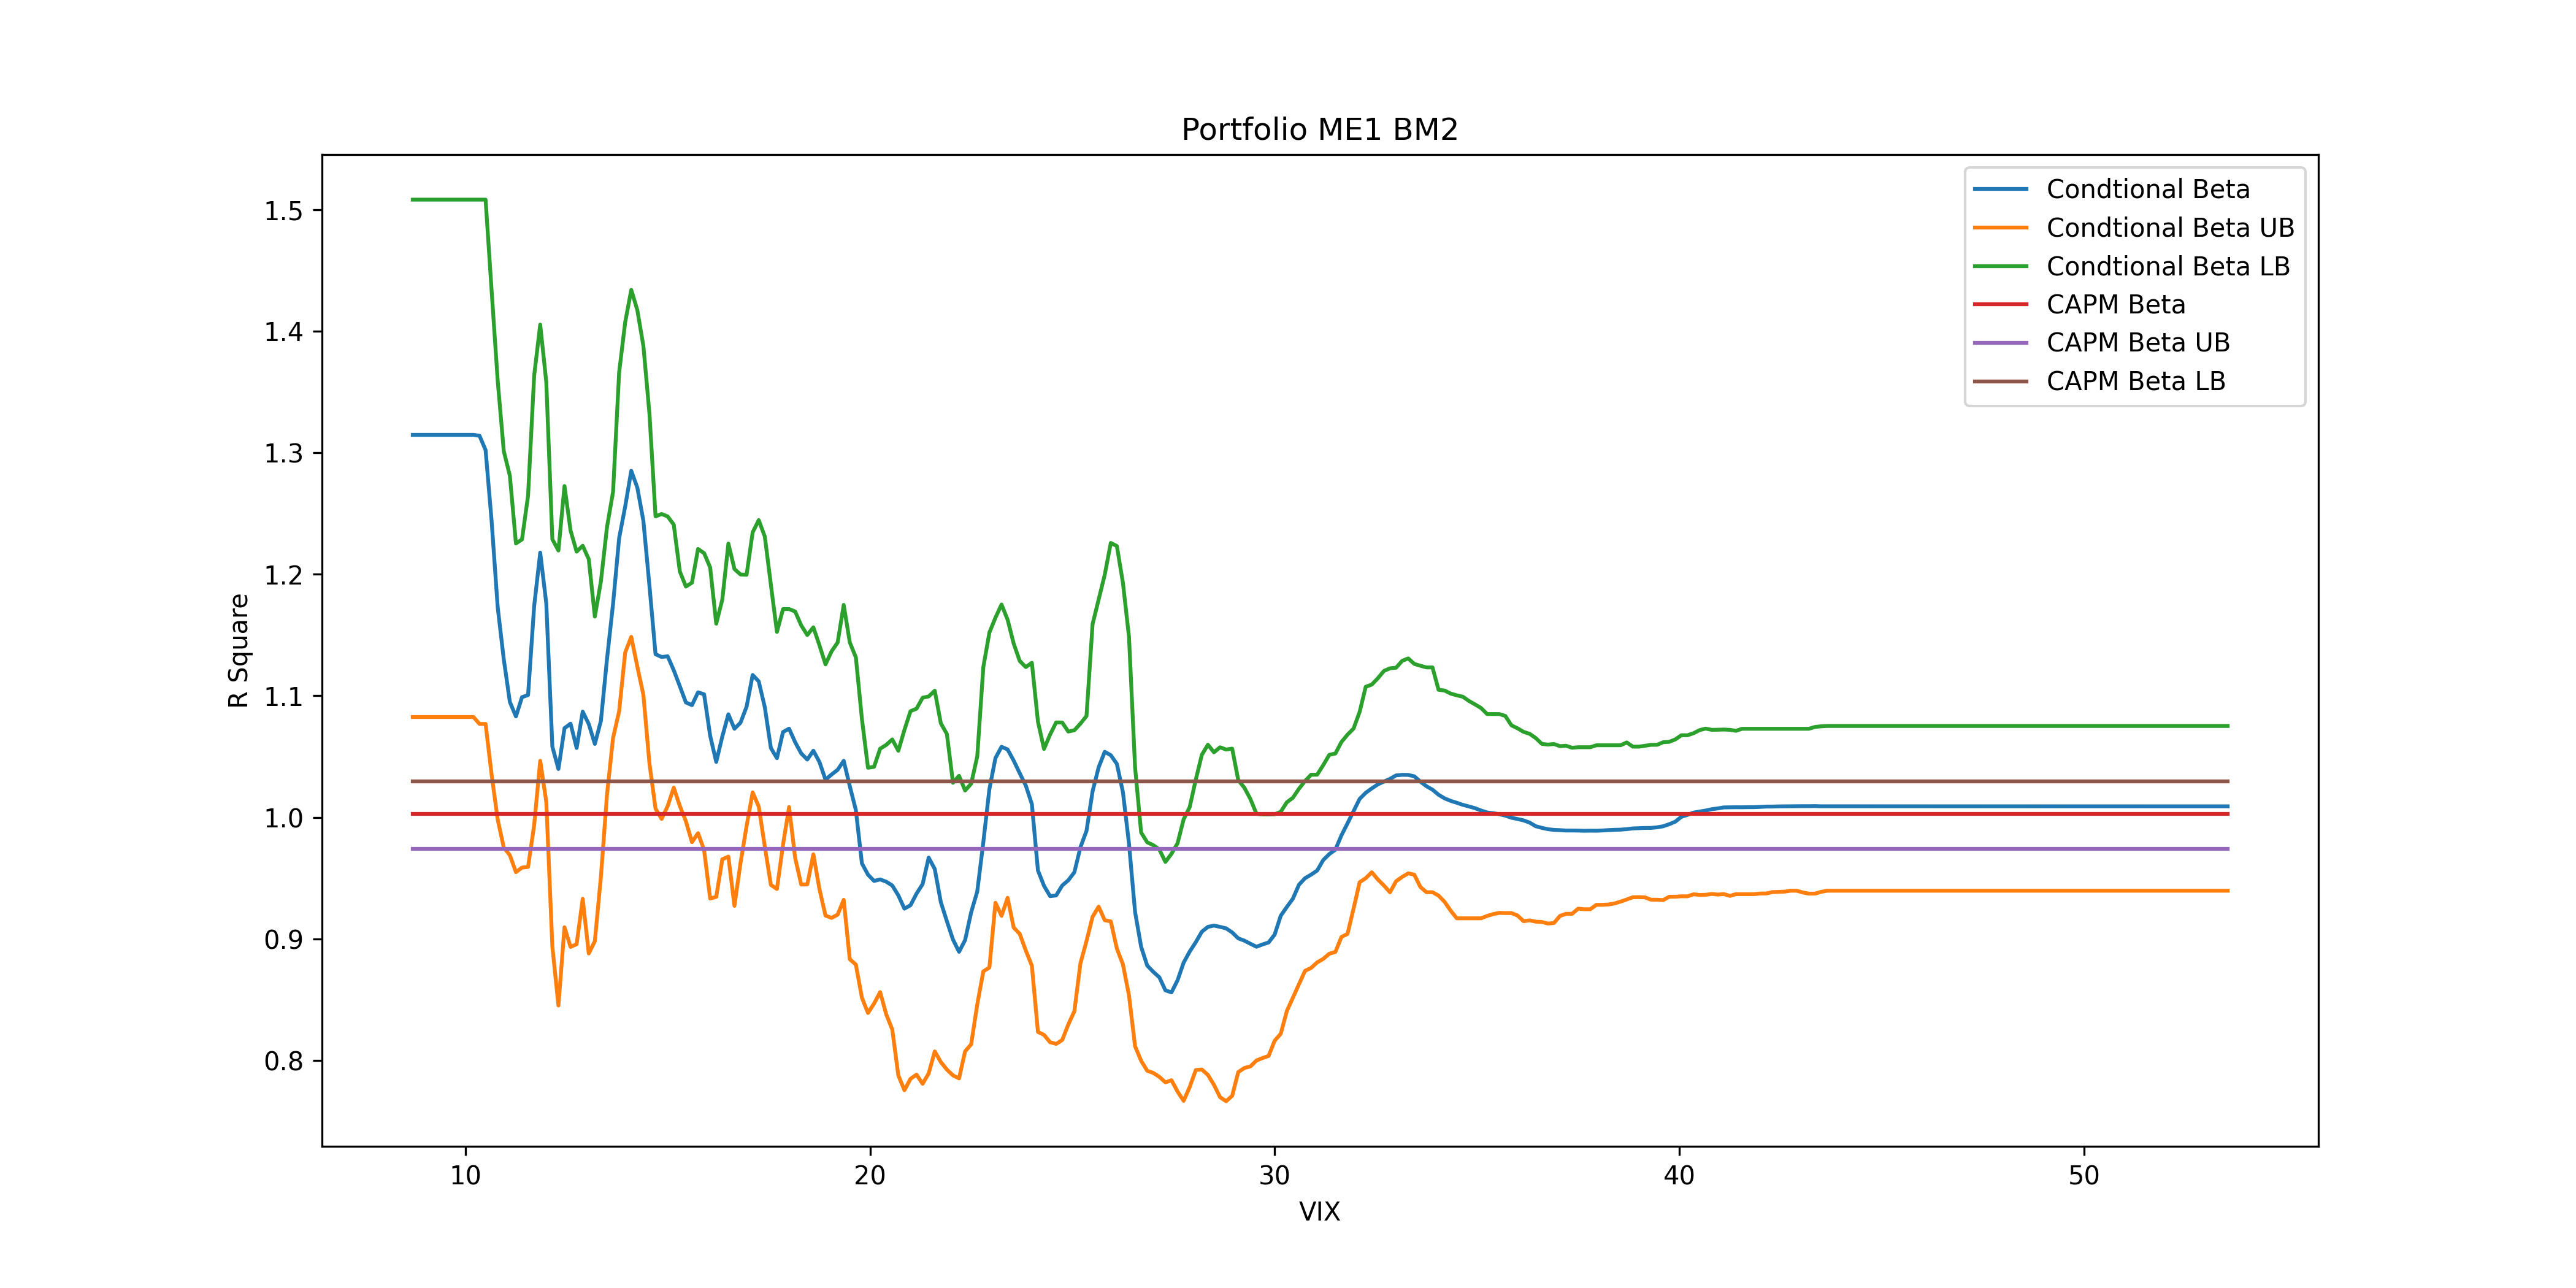 Portfolio ME1 BM2
Condtional Beta
Condtional Beta UB
Condtional Beta LB
CAPM Beta
CAPM Beta UB
CAPM Beta LB
R Square
1.5
1.4
1.3
1.2
1.1
1.0
0.9
0.8
10 20 30 40 50
VIX